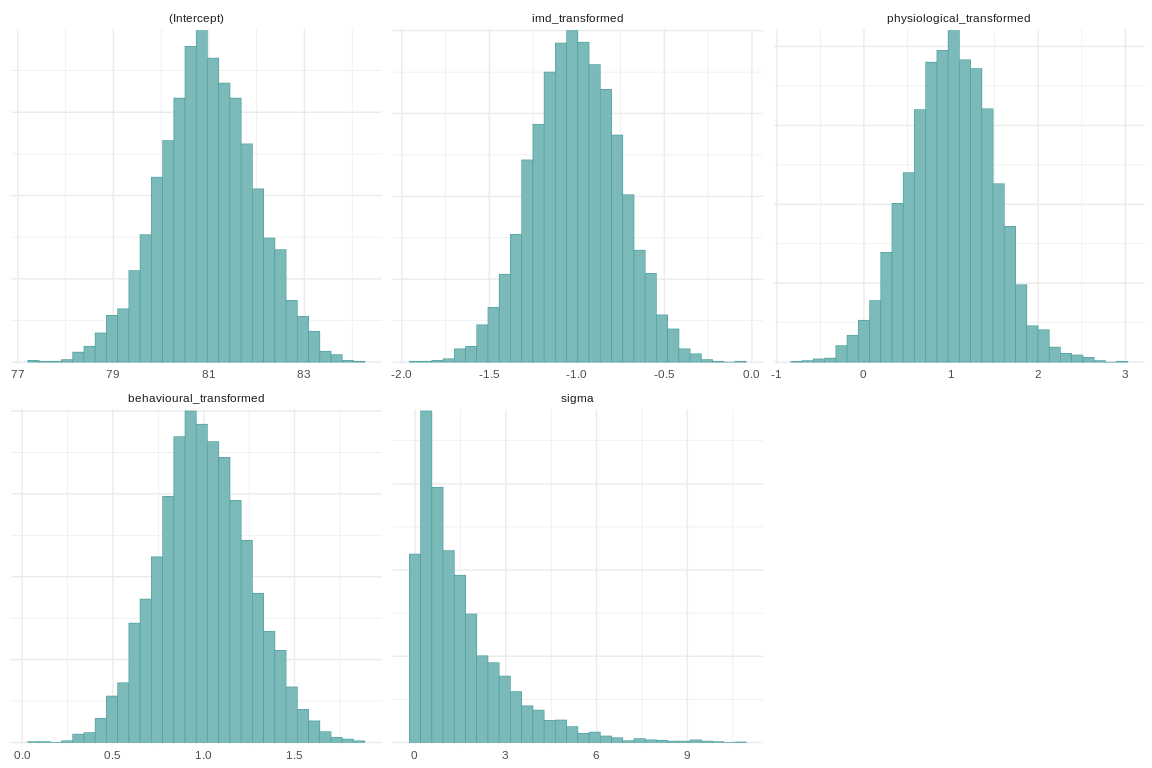 (Intercept) imd_transformed physiological_transformed
77 79 81 83 -2.0 -1.5 -1.0 -0.5 0.0 -1 0 1 2 3
behavioural_transformed sigma
0.0 0.5 1.0 1.5 0 3 6 9